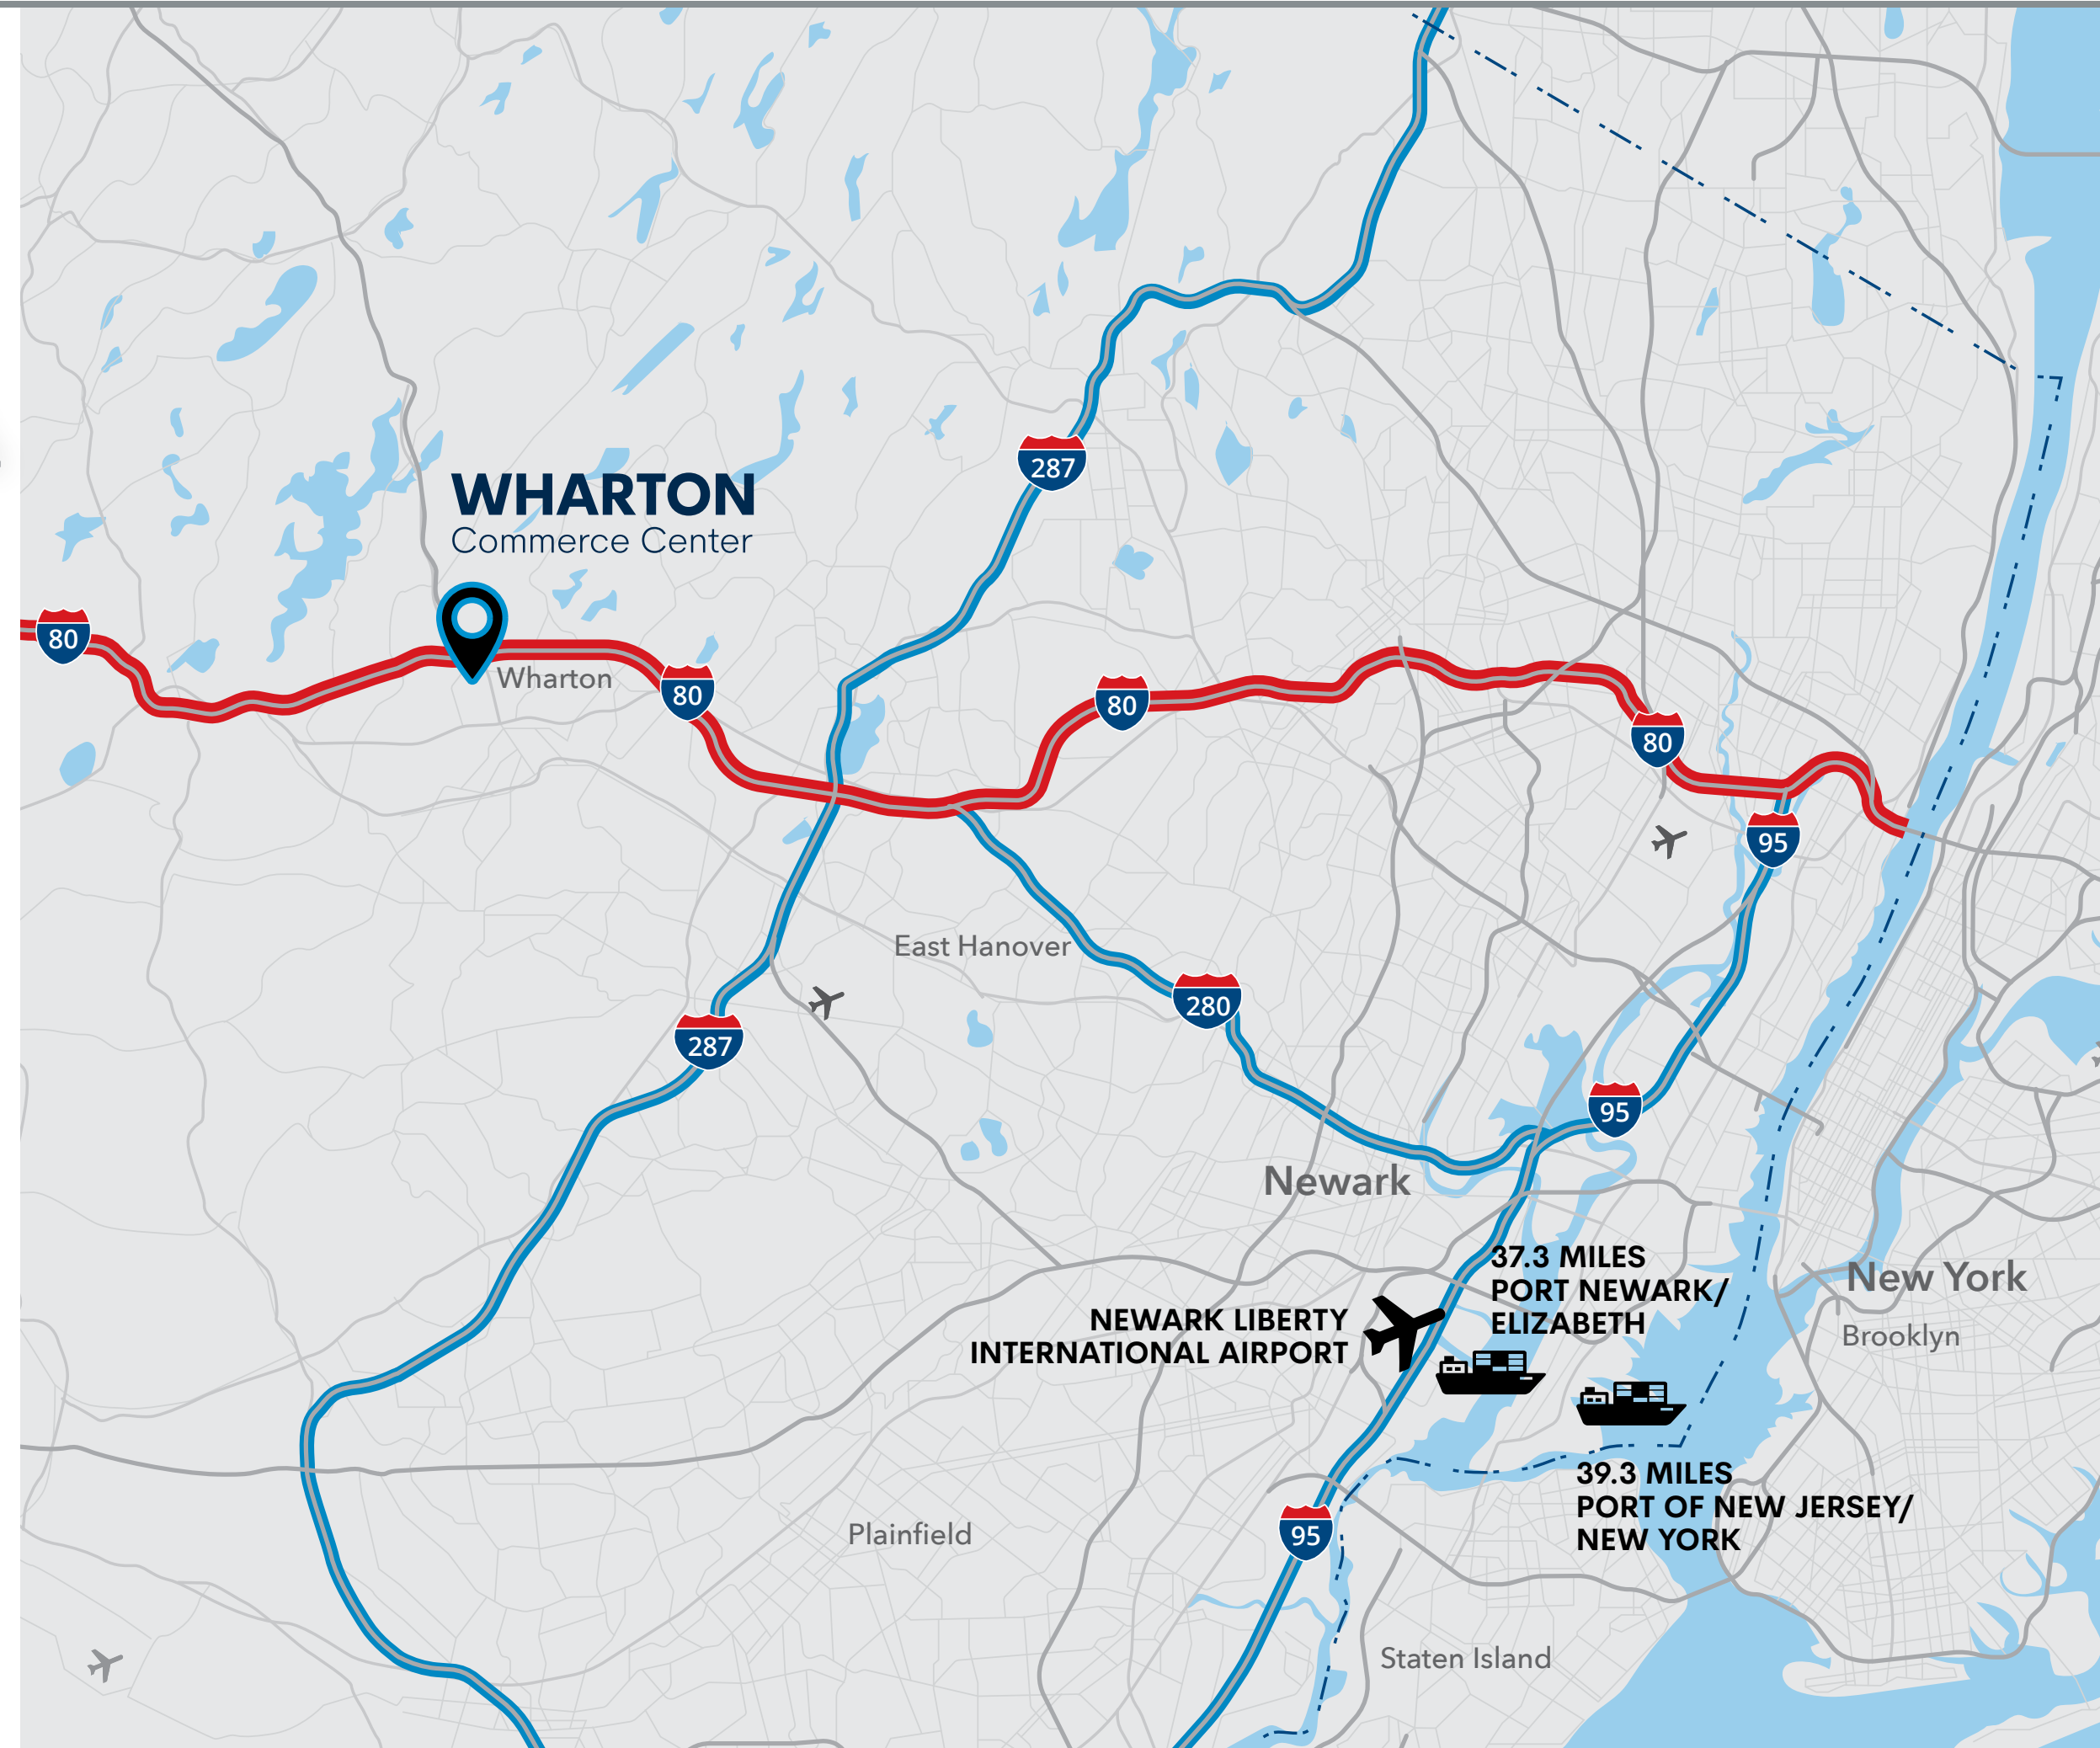 287
WHARTON
Commerce Center
80
Wharton
80
80
80
95
East Hanover
280
287
95
Newark
37.3 MILES
PORT NEWARK/
ELIZABETH
New York
NEWARK LIBERTY
INTERNATIONAL AIRPORT
Brooklyn
39.3 MILES
PORT OF NEW JERSEY/
NEW YORK
95
Plainfield
Staten Island